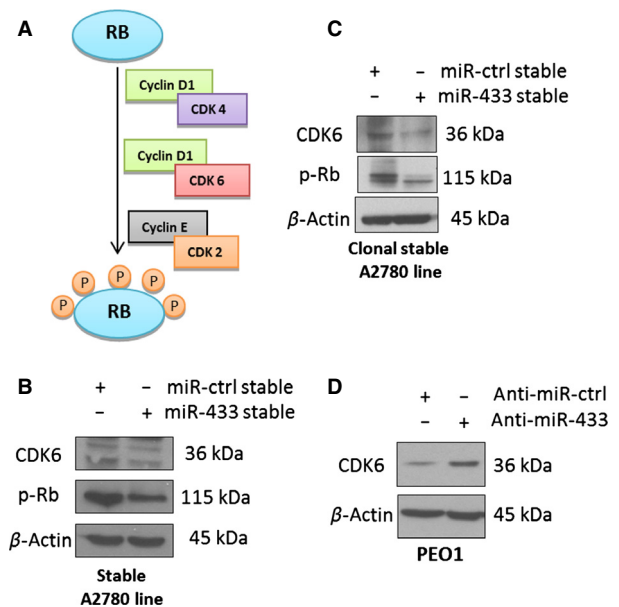 A
RB
Cyclin D1
CDK 4
Cyclin D1
CDK 6
Cyclin E
CDK 2
P P P P P
RB
B
+ – miR-ctrl stable
– + miR-433 stable
CDK6 36 kDa
p-Rb 115 kDa
β-Actin 45 kDa
Stable
A2780 line
C
+ – miR-ctrl stable
– + miR-433 stable
CDK6 36 kDa
p-Rb 115 kDa
β-Actin 45 kDa
Clonal stable
A2780 line
D
+ – Anti-miR-ctrl
– + Anti-miR-433
CDK6 36 kDa
β-Actin 45 kDa
PEO1